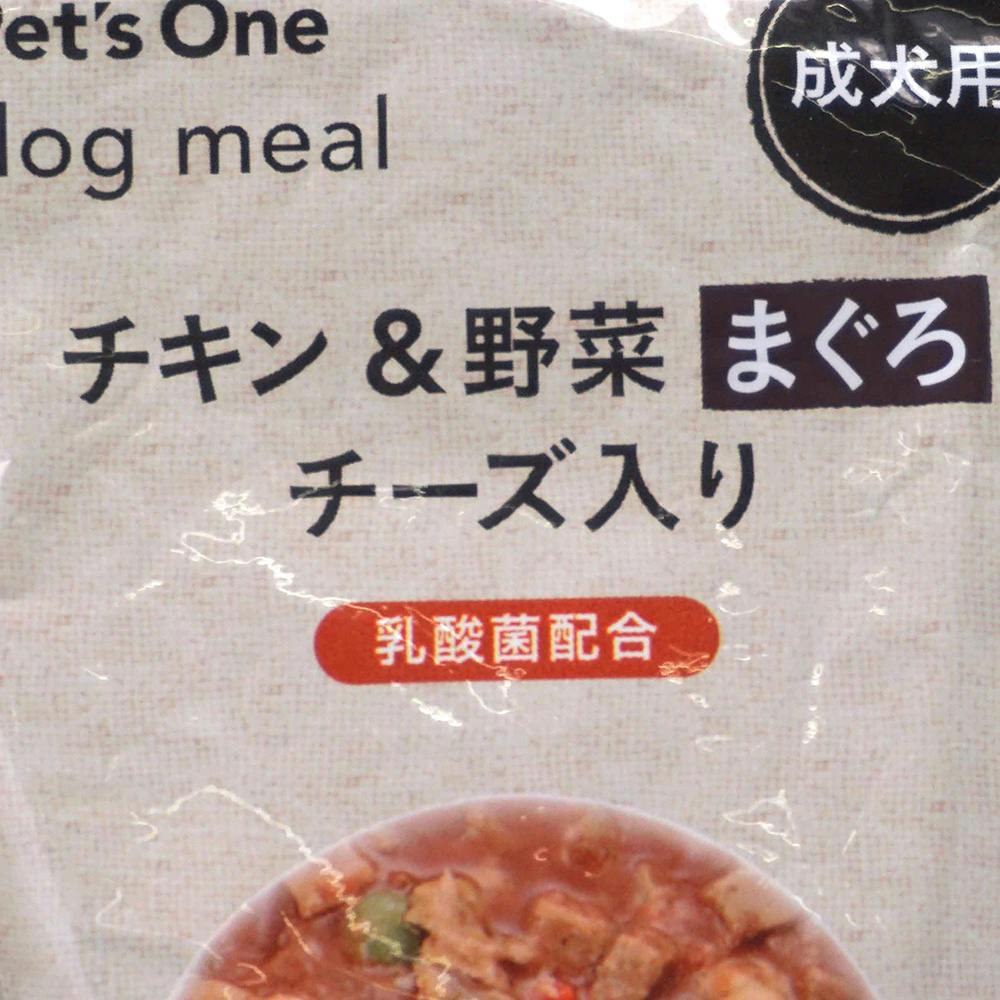 Pet's One
dog meal
成犬用
チキン & 野菜 まぐろ
チーズ入り
乳酸菌配合